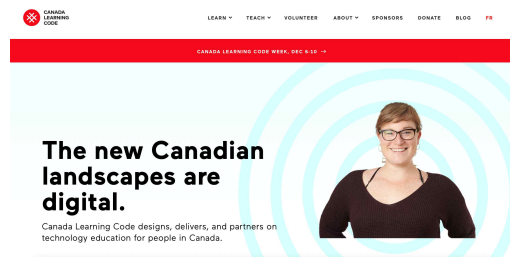 CANADA
LEARNING
CODE
LEARN TEACH VOLUNTEER ABOUT SPONSORS DONATE BLOG FR
CANADA LEARNING CODE WEEK, DEC 6-10 →
The new Canadian
landscapes are
digital.
Canada Learning Code designs, delivers, and partners on
technology education for people in Canada.